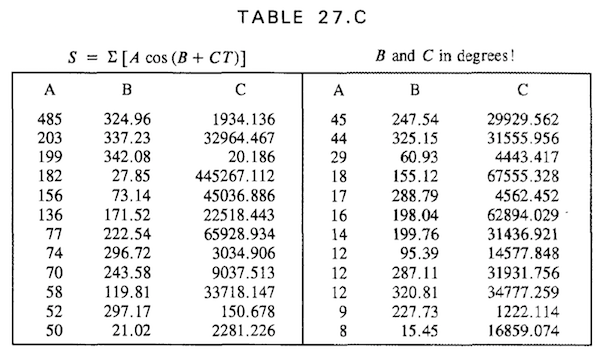 TABLE 27.C
S = Σ [A cos (B + CT)] B and C in degrees!
A B C A B C
485 324.96 1934.136 45 247.54 29929.562
203 337.23 32964.467 44 325.15 31555.956
199 342.08 20.186 29 60.93 4443.417
182 27.85 445267.112 18 155.12 67555.328
156 73.14 45036.886 17 288.79 4562.452
136 171.52 22518.443 16 198.04 62894.029
77 222.54 65928.934 14 199.76 31436.921
74 296.72 3034.906 12 95.39 14577.848
70 243.58 9037.513 12 287.11 31931.756
58 119.81 33718.147 12 320.81 34777.259
52 297.17 150.678 9 227.73 1222.114
50 21.02 2281.226 8 15.45 16859.074